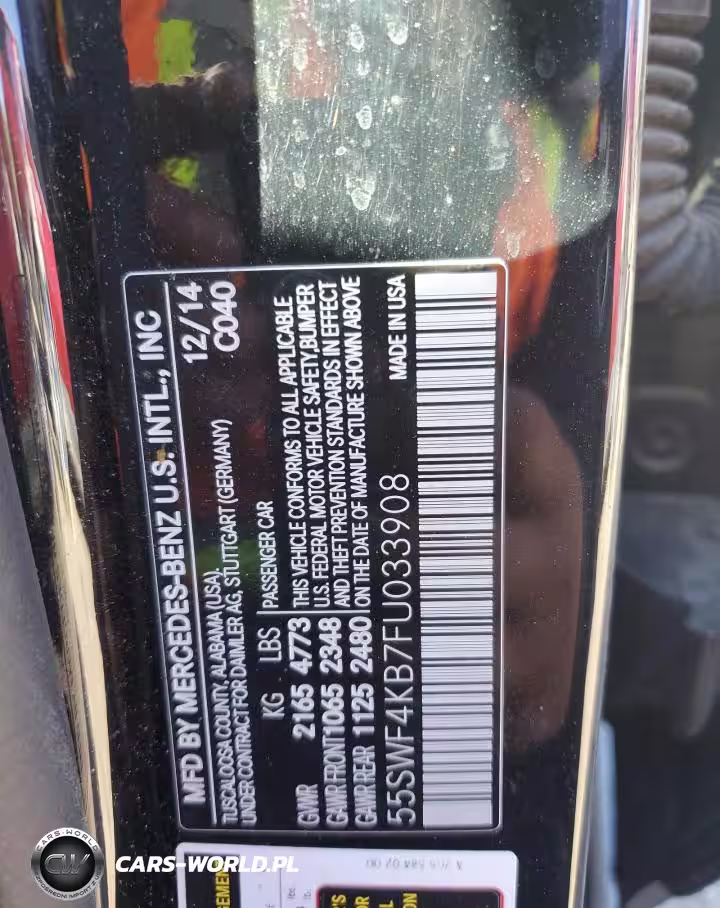 MFD BY MERCEDES-BENZ U.S. INTL., INC
TUSCALOOSA COUNTY, ALABAMA (USA). 12/14
UNDER CONTRACT FOR DAIMLER AG, STUTTGART (GERMANY) C040
KG LBS PASSENGER CAR
GVWR 2165 4773 THIS VEHICLE CONFORMS TO ALL APPLICABLE
GAWR FRONT 1065 2348 U.S. FEDERAL MOTOR VEHICLE SAFETY, BUMPER
AND THEFT PREVENTION STANDARDS IN EFFECT
GAWR REAR 1125 2480 ON THE DATE OF MANUFACTURE SHOWN ABOVE
55SWF4KB7FU033908 MADE IN USA
CARS-WORLD.PL
CARS-WORLD
CW